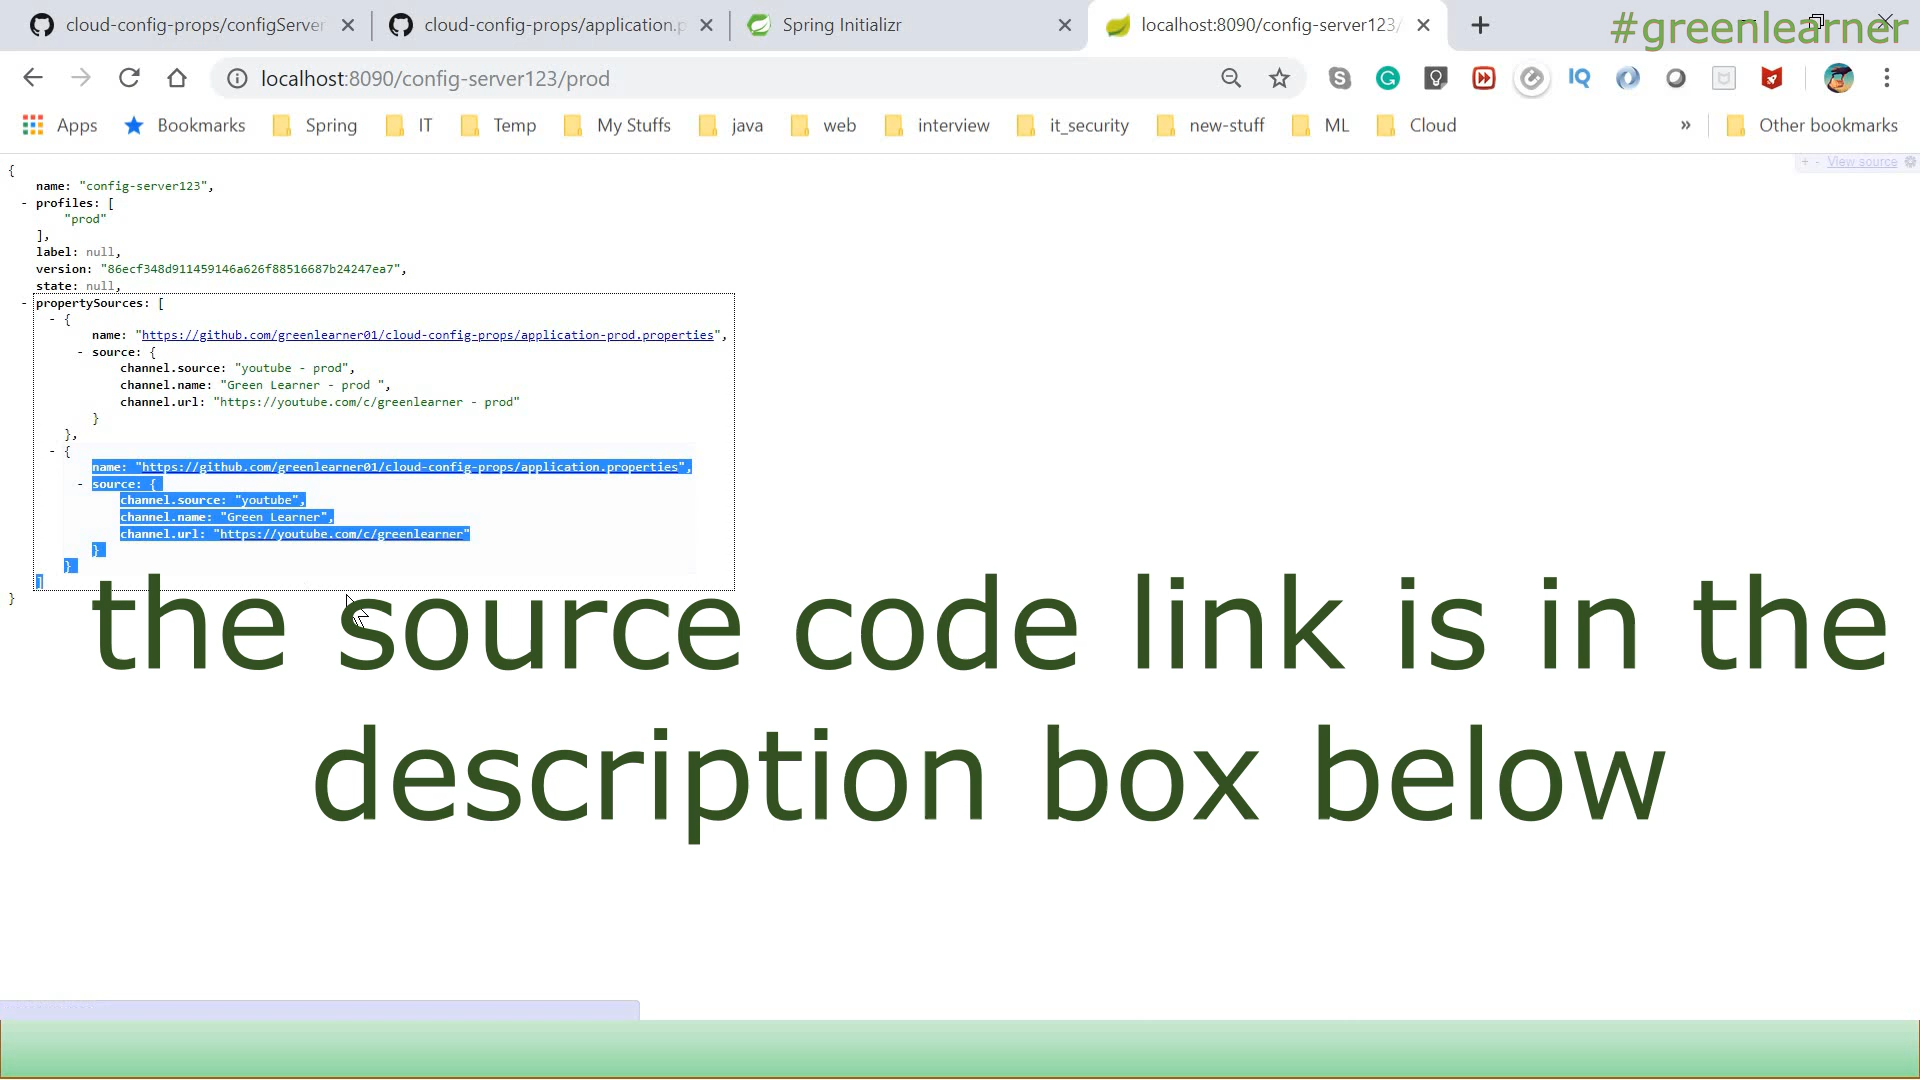 cloud-config-props/configServer
cloud-config-props/application.p
Spring Initializr
localhost:8090/config-server123/
#greenlearner
localhost:8090/config-server123/prod
Apps
Bookmarks
Spring
IT
Temp
My Stuffs
java
web
interview
it_security
new-stuff
ML
Cloud
»
Other bookmarks
+ - View source
{
name: "config-server123",
- profiles: [
"prod"
],
label: null,
version: "86ecf348d911459146a626f88516687b24247ea7",
state: null,
- propertySources: [
- {
name: "https://github.com/greenlearner01/cloud-config-props/application-prod.properties",
- source: {
channel.source: "youtube - prod",
channel.name: "Green Learner - prod ",
channel.url: "https://youtube.com/c/greenlearner - prod"
}
},
- {
name: "https://github.com/greenlearner01/cloud-config-props/application.properties",
- source: {
channel.source: "youtube",
channel.name: "Green Learner",
channel.url: "https://youtube.com/c/greenlearner"
}
}
]
}
the source code link is in the
description box below